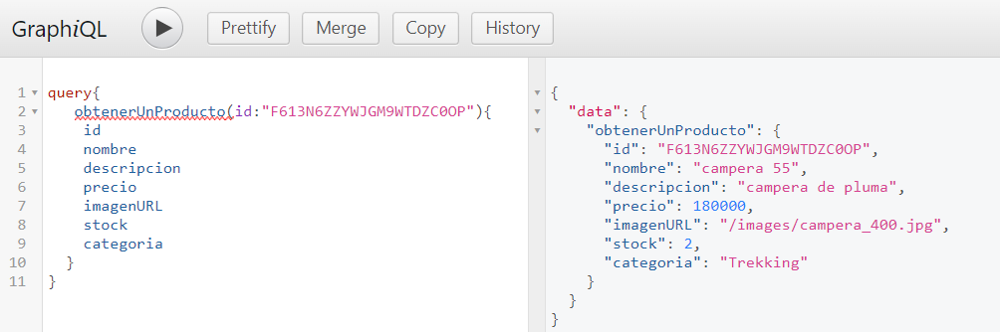 GraphiQL Prettify Merge Copy History
1 query{
2 obtenerUnProducto(id:"F613N6ZZYWJGM9WTDZC0OP"){
3 id
4 nombre
5 descripcion
6 precio
7 imagenURL
8 stock
9 categoria
10 }
11 }
{
"data": {
"obtenerUnProducto": {
"id": "F613N6ZZYWJGM9WTDZC0OP",
"nombre": "campera 55",
"descripcion": "campera de pluma",
"precio": 180000,
"imagenURL": "/images/campera_400.jpg",
"stock": 2,
"categoria": "Trekking"
}
}
}